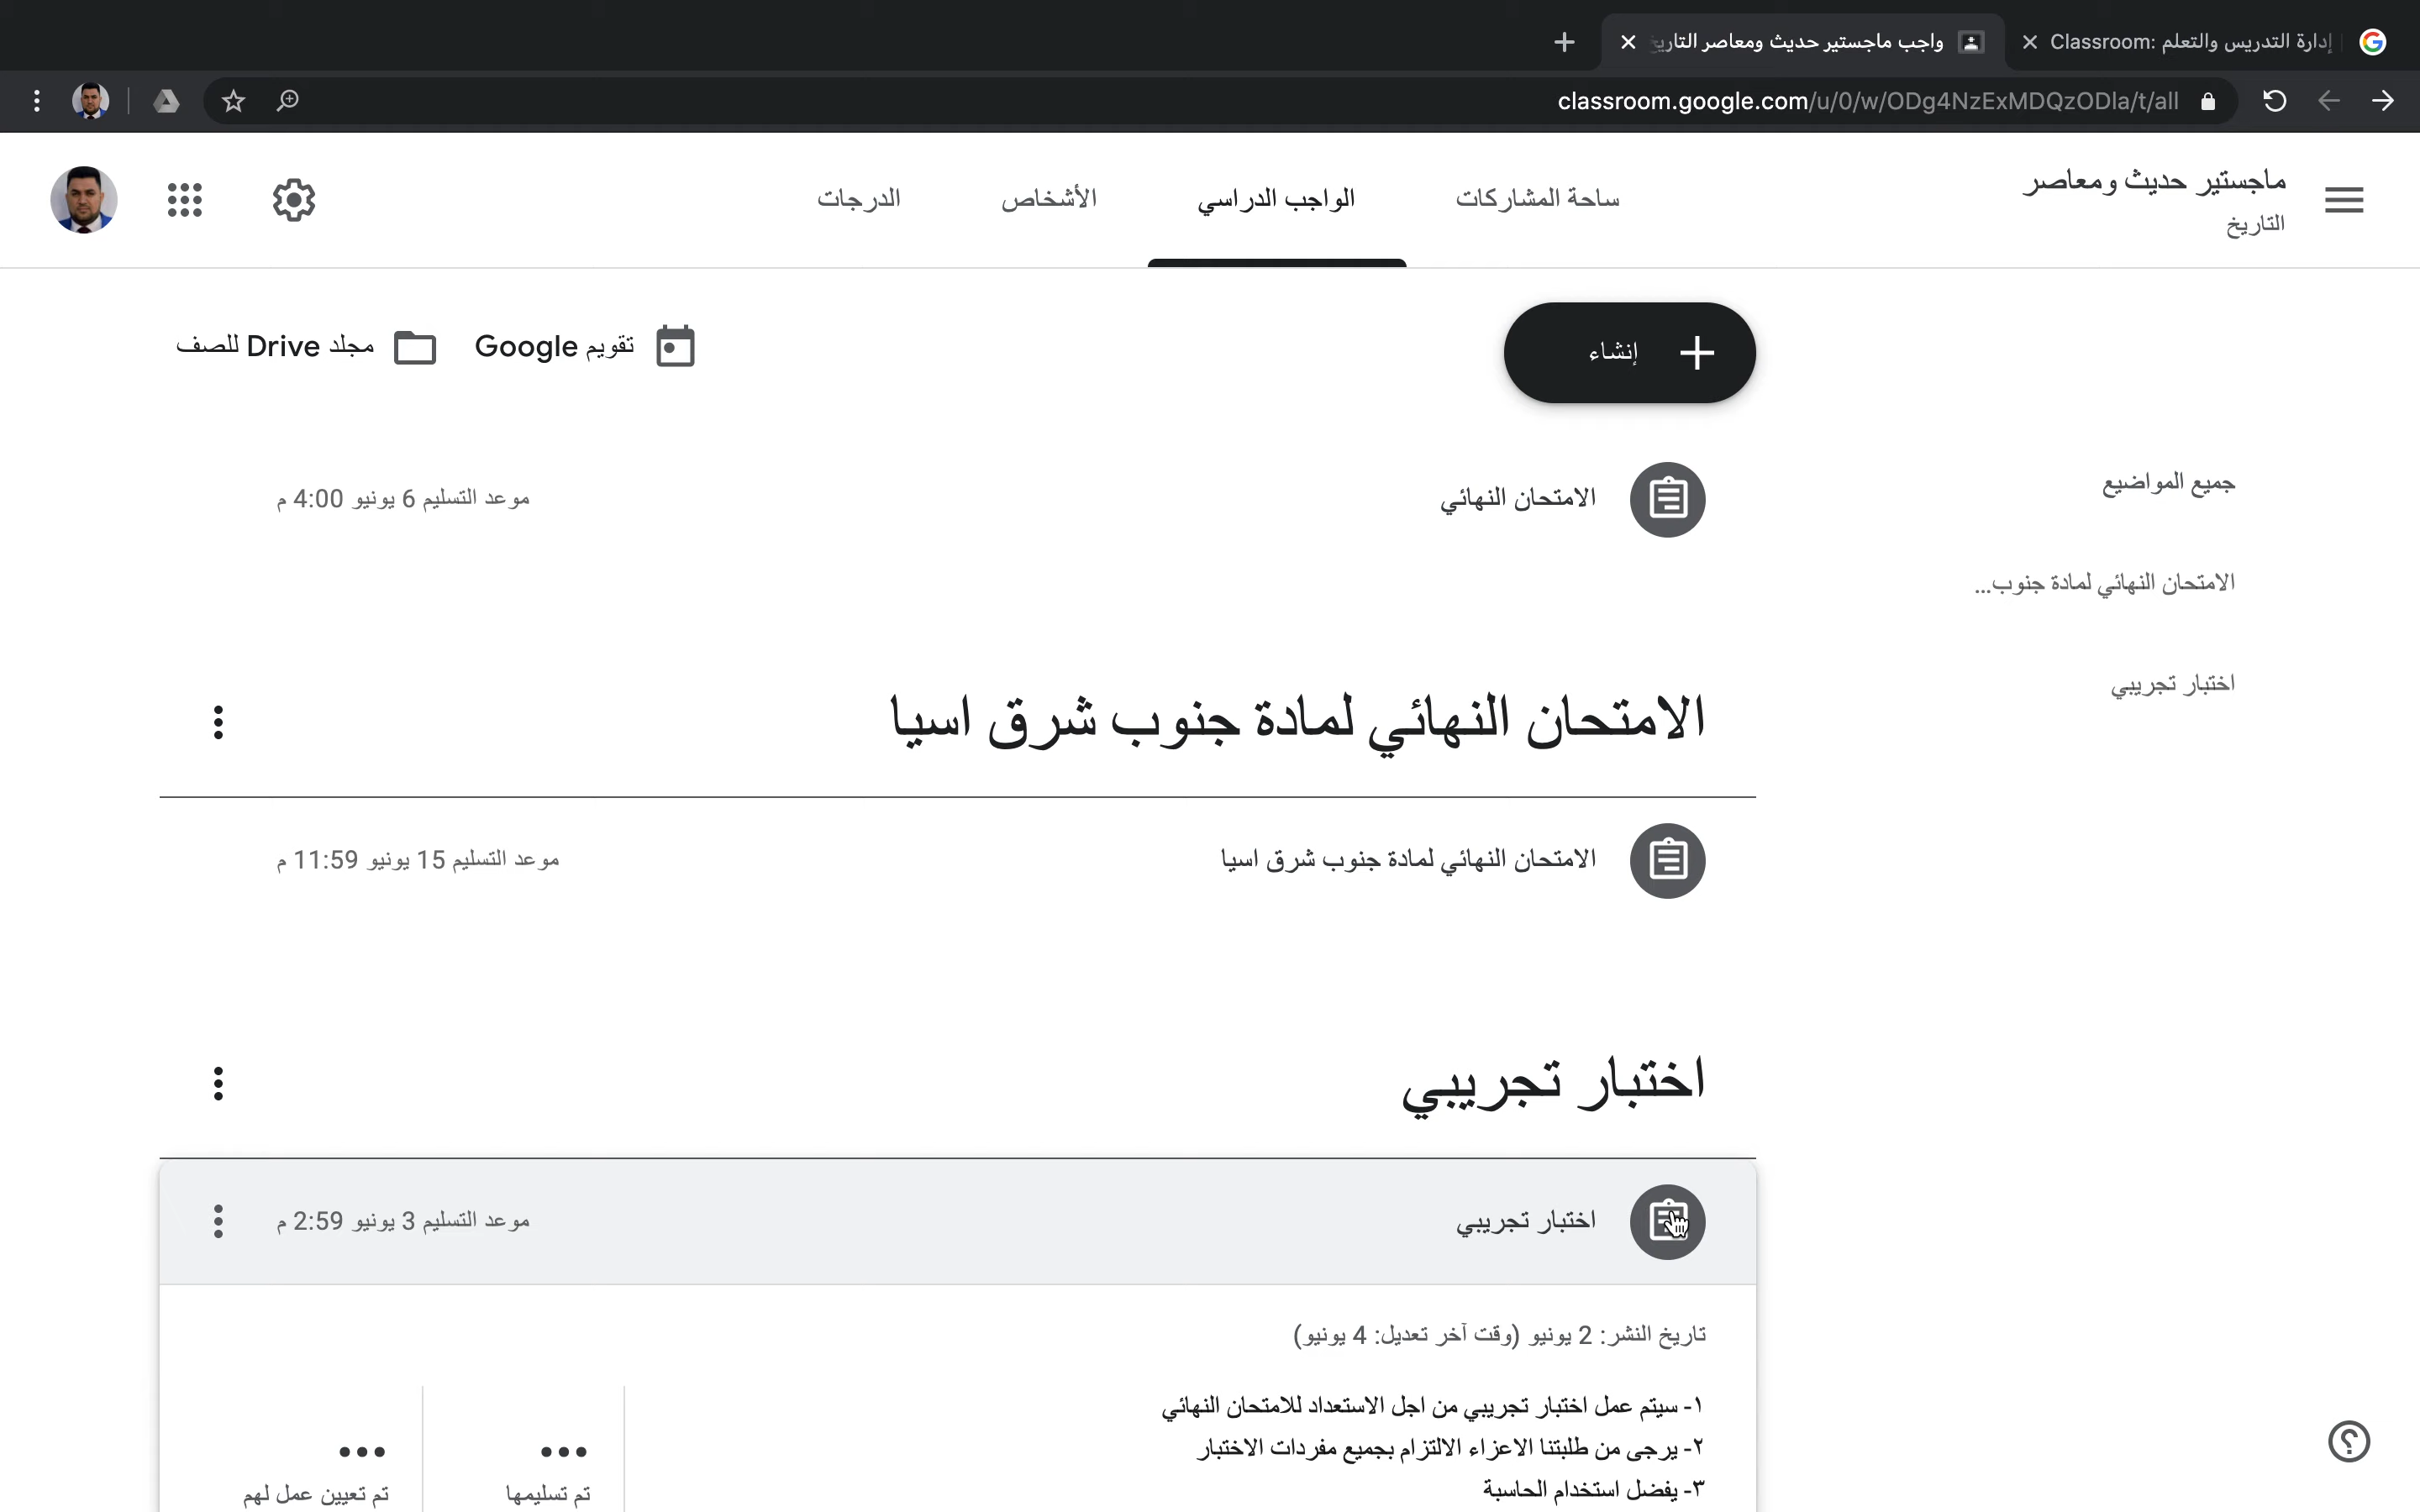 إدارة التدريس والتعلم :Classroom
واجب ماجستير حديث ومعاصر التاريخ
classroom.google.com/u/0/w/ODg4NzExMDQzODla/t/all
ماجستير حديث ومعاصر
التاريخ
ساحة المشاركات
الواجب الدراسي
الأشخاص
الدرجات
إنشاء
تقويم Google
مجلد Drive للصف
جميع المواضيع
الامتحان النهائي لمادة جنوب...
اختبار تجريبي
الامتحان النهائي
موعد التسليم 6 يونيو 4:00 م
الامتحان النهائي لمادة جنوب شرق اسيا
الامتحان النهائي لمادة جنوب شرق اسيا
موعد التسليم 15 يونيو 11:59 م
اختبار تجريبي
اختبار تجريبي
موعد التسليم 3 يونيو 2:59 م
تاريخ النشر: 2 يونيو (وقت آخر تعديل: 4 يونيو)
١- سيتم عمل اختبار تجريبي من اجل الاستعداد للامتحان النهائي
٢- يرجى من طلبتنا الاعزاء الالتزام بجميع مفردات الاختبار
٣- يفضل استخدام الحاسبة
تم تسليمها
تم تعيين عمل لهم